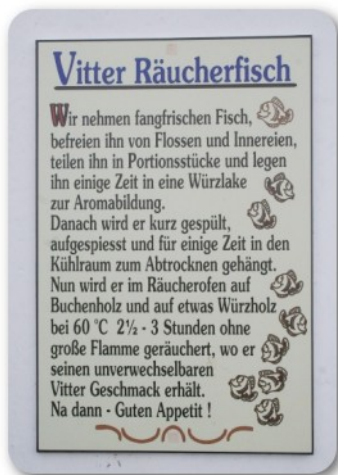 Vitter Räucherfisch
Wir nehmen fangfrischen Fisch,
befreien ihn von Flossen und Innereien,
teilen ihn in Portionsstücke und legen
ihn einige Zeit in eine Würzlake
zur Aromabildung.
Danach wird er kurz gespült,
aufgespiesst und für einige Zeit in den
Kühlraum zum Abtrocknen gehängt.
Nun wird er im Räucherofen auf
Buchenholz und auf etwas Würzholz
bei 60 °C 2½ - 3 Stunden ohne
große Flamme geräuchert, wo er
seinen unverwechselbaren
Vitter Geschmack erhält.
Na dann - Guten Appetit !